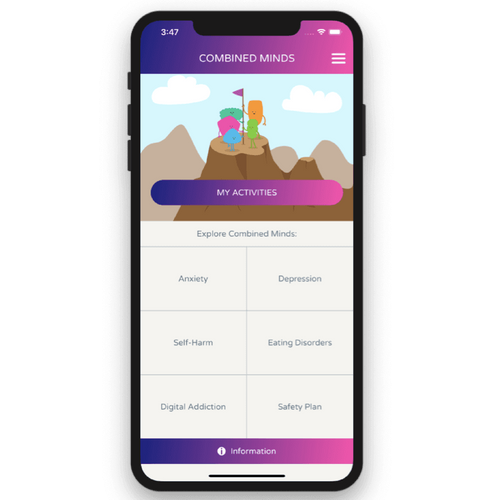 3:47
COMBINED MINDS
MY ACTIVITIES
Explore Combined Minds:
Anxiety
Depression
Self-Harm
Eating Disorders
Digital Addiction
Safety Plan
Information